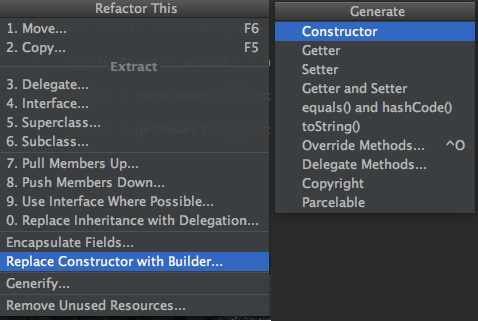 Refactor This
1. Move... F6
2. Copy... F5
Extract
3. Delegate...
4. Interface...
5. Superclass...
6. Subclass...
7. Pull Members Up...
8. Push Members Down...
9. Use Interface Where Possible...
0. Replace Inheritance with Delegation...
Encapsulate Fields...
Replace Constructor with Builder...
Generify...
Remove Unused Resources...
Generate
Constructor
Getter
Setter
Getter and Setter
equals() and hashCode()
toString()
Override Methods... ^O
Delegate Methods...
Copyright
Parcelable